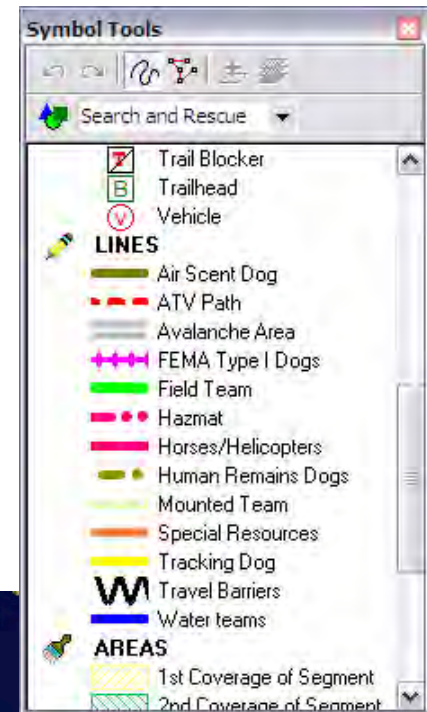 Symbol Tools
Search and Rescue
T Trail Blocker
B Trailhead
V Vehicle
LINES
Air Scent Dog
ATV Path
Avalanche Area
FEMA Type I Dogs
Field Team
Hazmat
Horses/Helicopters
Human Remains Dogs
Mounted Team
Special Resources
Tracking Dog
Travel Barriers
Water teams
AREAS
1st Coverage of Segment
2nd Coverage of Segment